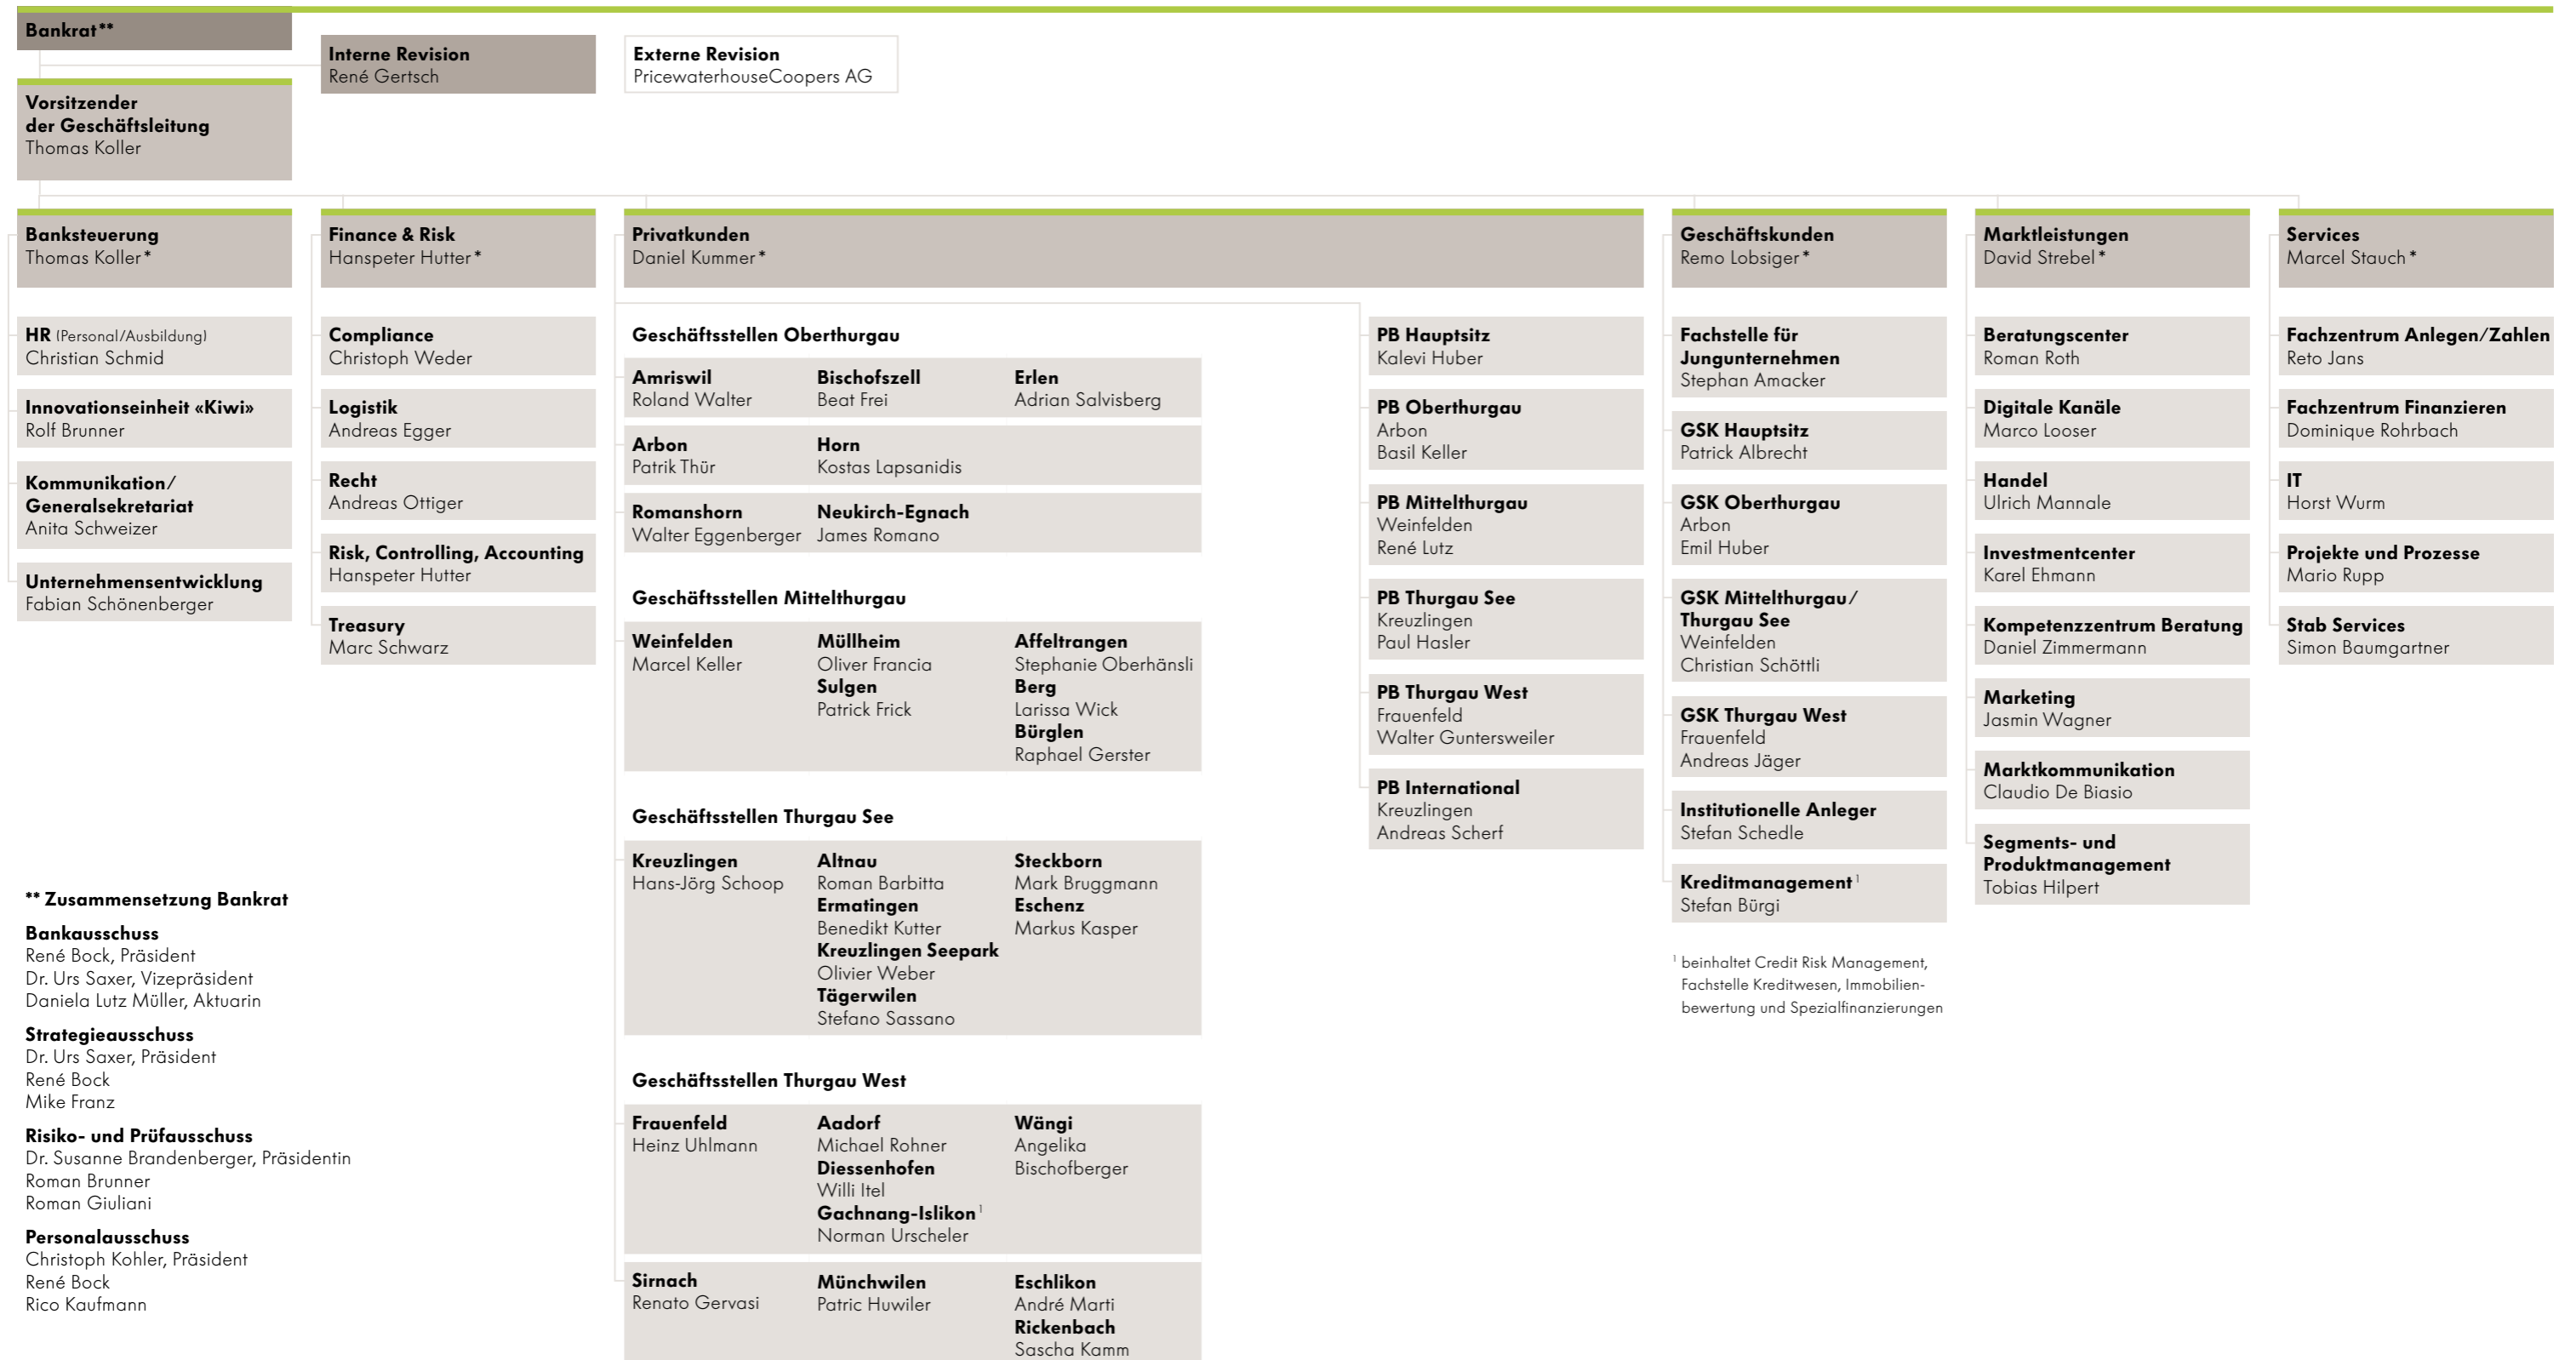 Bankrat**
Interne Revision
René Gertsch
Externe Revision
PricewaterhouseCoopers AG
Vorsitzender
der Geschäftsleitung
Thomas Koller
Banksteuerung
Thomas Koller*
HR (Personal/Ausbildung)
Christian Schmid
Innovationseinheit «Kiwi»
Rolf Brunner
Kommunikation/
Generalsekretariat
Anita Schweizer
Unternehmensentwicklung
Fabian Schönenberger
Finance & Risk
Hanspeter Hutter*
Compliance
Christoph Weder
Logistik
Andreas Egger
Recht
Andreas Ottiger
Risk, Controlling, Accounting
Hanspeter Hutter
Treasury
Marc Schwarz
Privatkunden
Daniel Kummer*
Geschäftsstellen Oberthurgau
Amriswil
Roland Walter
Bischofszell
Beat Frei
Erlen
Adrian Salvisberg
Arbon
Patrik Thür
Horn
Kostas Lapsanidis
Romanshorn
Walter Eggenberger
Neukirch-Egnach
James Romano
Geschäftsstellen Mittelthurgau
Weinfelden
Marcel Keller
Müllheim
Oliver Francia
Sulgen
Patrick Frick
Affeltrangen
Stephanie Oberhänsli
Berg
Larissa Wick
Bürglen
Raphael Gerster
Geschäftsstellen Thurgau See
Kreuzlingen
Hans-Jörg Schoop
Altnau
Roman Barbitta
Ermatingen
Benedikt Kutter
Kreuzlingen Seepark
Olivier Weber
Tägerwilen
Stefano Sassano
Steckborn
Mark Bruggmann
Eschenz
Markus Kasper
Geschäftsstellen Thurgau West
Frauenfeld
Heinz Uhlmann
Aadorf
Michael Rohner
Diessenhofen
Willi Itel
Gachnang-Islikon¹
Norman Urscheler
Wängi
Angelika
Bischofberger
Sirnach
Renato Gervasi
Münchwilen
Patric Huwiler
Eschlikon
André Marti
Rickenbach
Sascha Kamm
PB Hauptsitz
Kalevi Huber
PB Oberthurgau
Arbon
Basil Keller
PB Mittelthurgau
Weinfelden
René Lutz
PB Thurgau See
Kreuzlingen
Paul Hasler
PB Thurgau West
Frauenfeld
Walter Guntersweiler
PB International
Kreuzlingen
Andreas Scherf
Geschäftskunden
Remo Lobsiger*
Fachstelle für
Jungunternehmen
Stephan Amacker
GSK Hauptsitz
Patrick Albrecht
GSK Oberthurgau
Arbon
Emil Huber
GSK Mittelthurgau/
Thurgau See
Weinfelden
Christian Schöttli
GSK Thurgau West
Frauenfeld
Andreas Jäger
Institutionelle Anleger
Stefan Schedle
Kreditmanagement¹
Stefan Bürgi
¹ beinhaltet Credit Risk Management,
Fachstelle Kreditwesen, Immobilien-
bewertung und Spezialfinanzierungen
Marktleistungen
David Strebel*
Beratungscenter
Roman Roth
Digitale Kanäle
Marco Looser
Handel
Ulrich Mannale
Investmentcenter
Karel Ehmann
Kompetenzzentrum Beratung
Daniel Zimmermann
Marketing
Jasmin Wagner
Marktkommunikation
Claudio De Biasio
Segments- und
Produktmanagement
Tobias Hilpert
Services
Marcel Stauch*
Fachzentrum Anlegen/Zahlen
Reto Jans
Fachzentrum Finanzieren
Dominique Rohrbach
IT
Horst Wurm
Projekte und Prozesse
Mario Rupp
Stab Services
Simon Baumgartner
** Zusammensetzung Bankrat
Bankausschuss
René Bock, Präsident
Dr. Urs Saxer, Vizepräsident
Daniela Lutz Müller, Aktuarin
Strategieausschuss
Dr. Urs Saxer, Präsident
René Bock
Mike Franz
Risiko- und Prüfausschuss
Dr. Susanne Brandenberger, Präsidentin
Roman Brunner
Roman Giuliani
Personalausschuss
Christoph Kohler, Präsident
René Bock
Rico Kaufmann